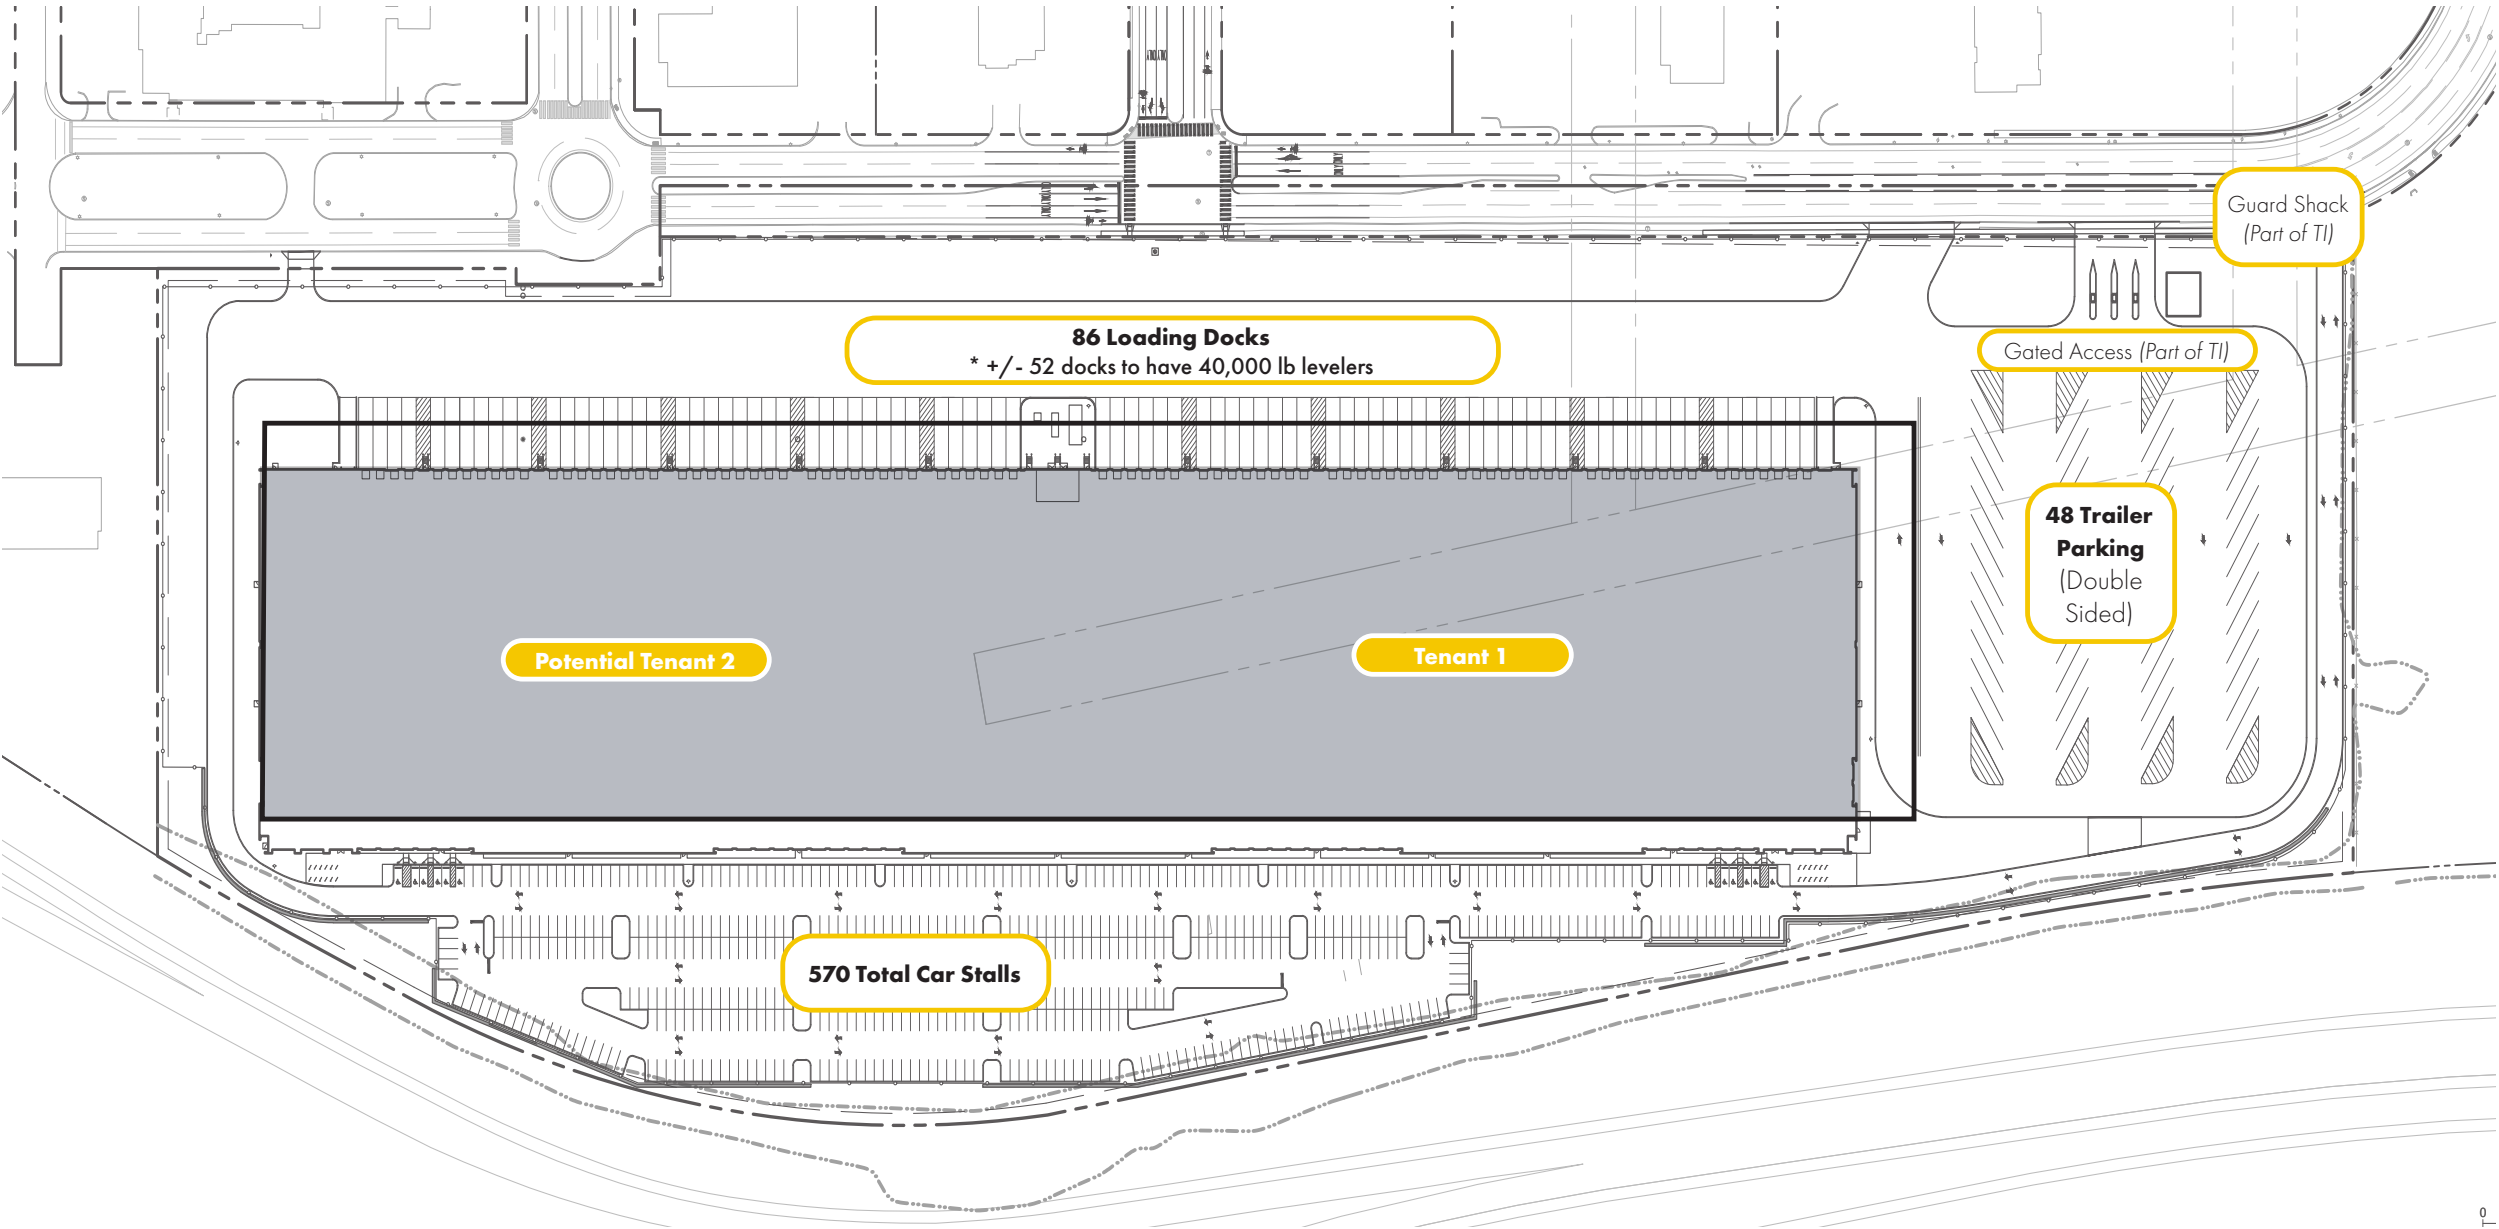 Guard Shack
(Part of TI)
86 Loading Docks
* +/- 52 docks to have 40,000 lb levelers
Gated Access (Part of TI)
48 Trailer
Parking
(Double
Sided)
Potential Tenant 2
Tenant 1
570 Total Car Stalls
0